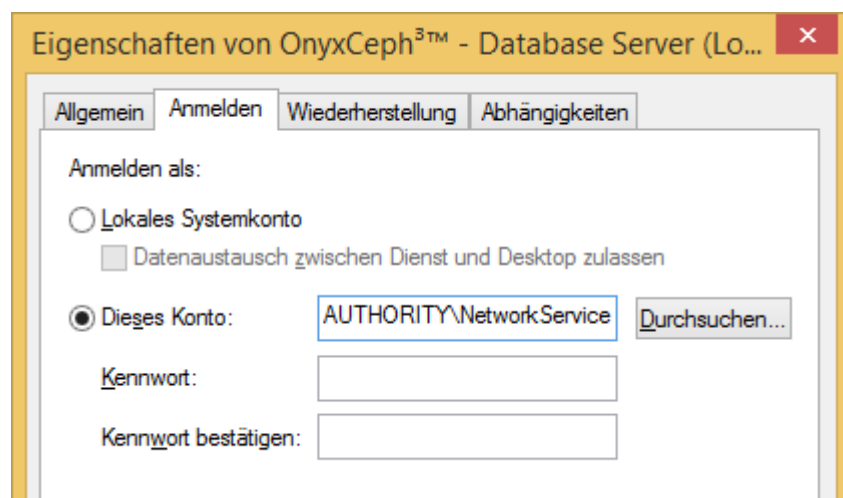 Eigenschaften von OnyxCeph³™ - Database Server (Lo...
Allgemein Anmelden Wiederherstellung Abhängigkeiten
Anmelden als:
Lokales Systemkonto
Datenaustausch zwischen Dienst und Desktop zulassen
Dieses Konto: AUTHORITY\NetworkService Durchsuchen...
Kennwort:
Kennwort bestätigen: